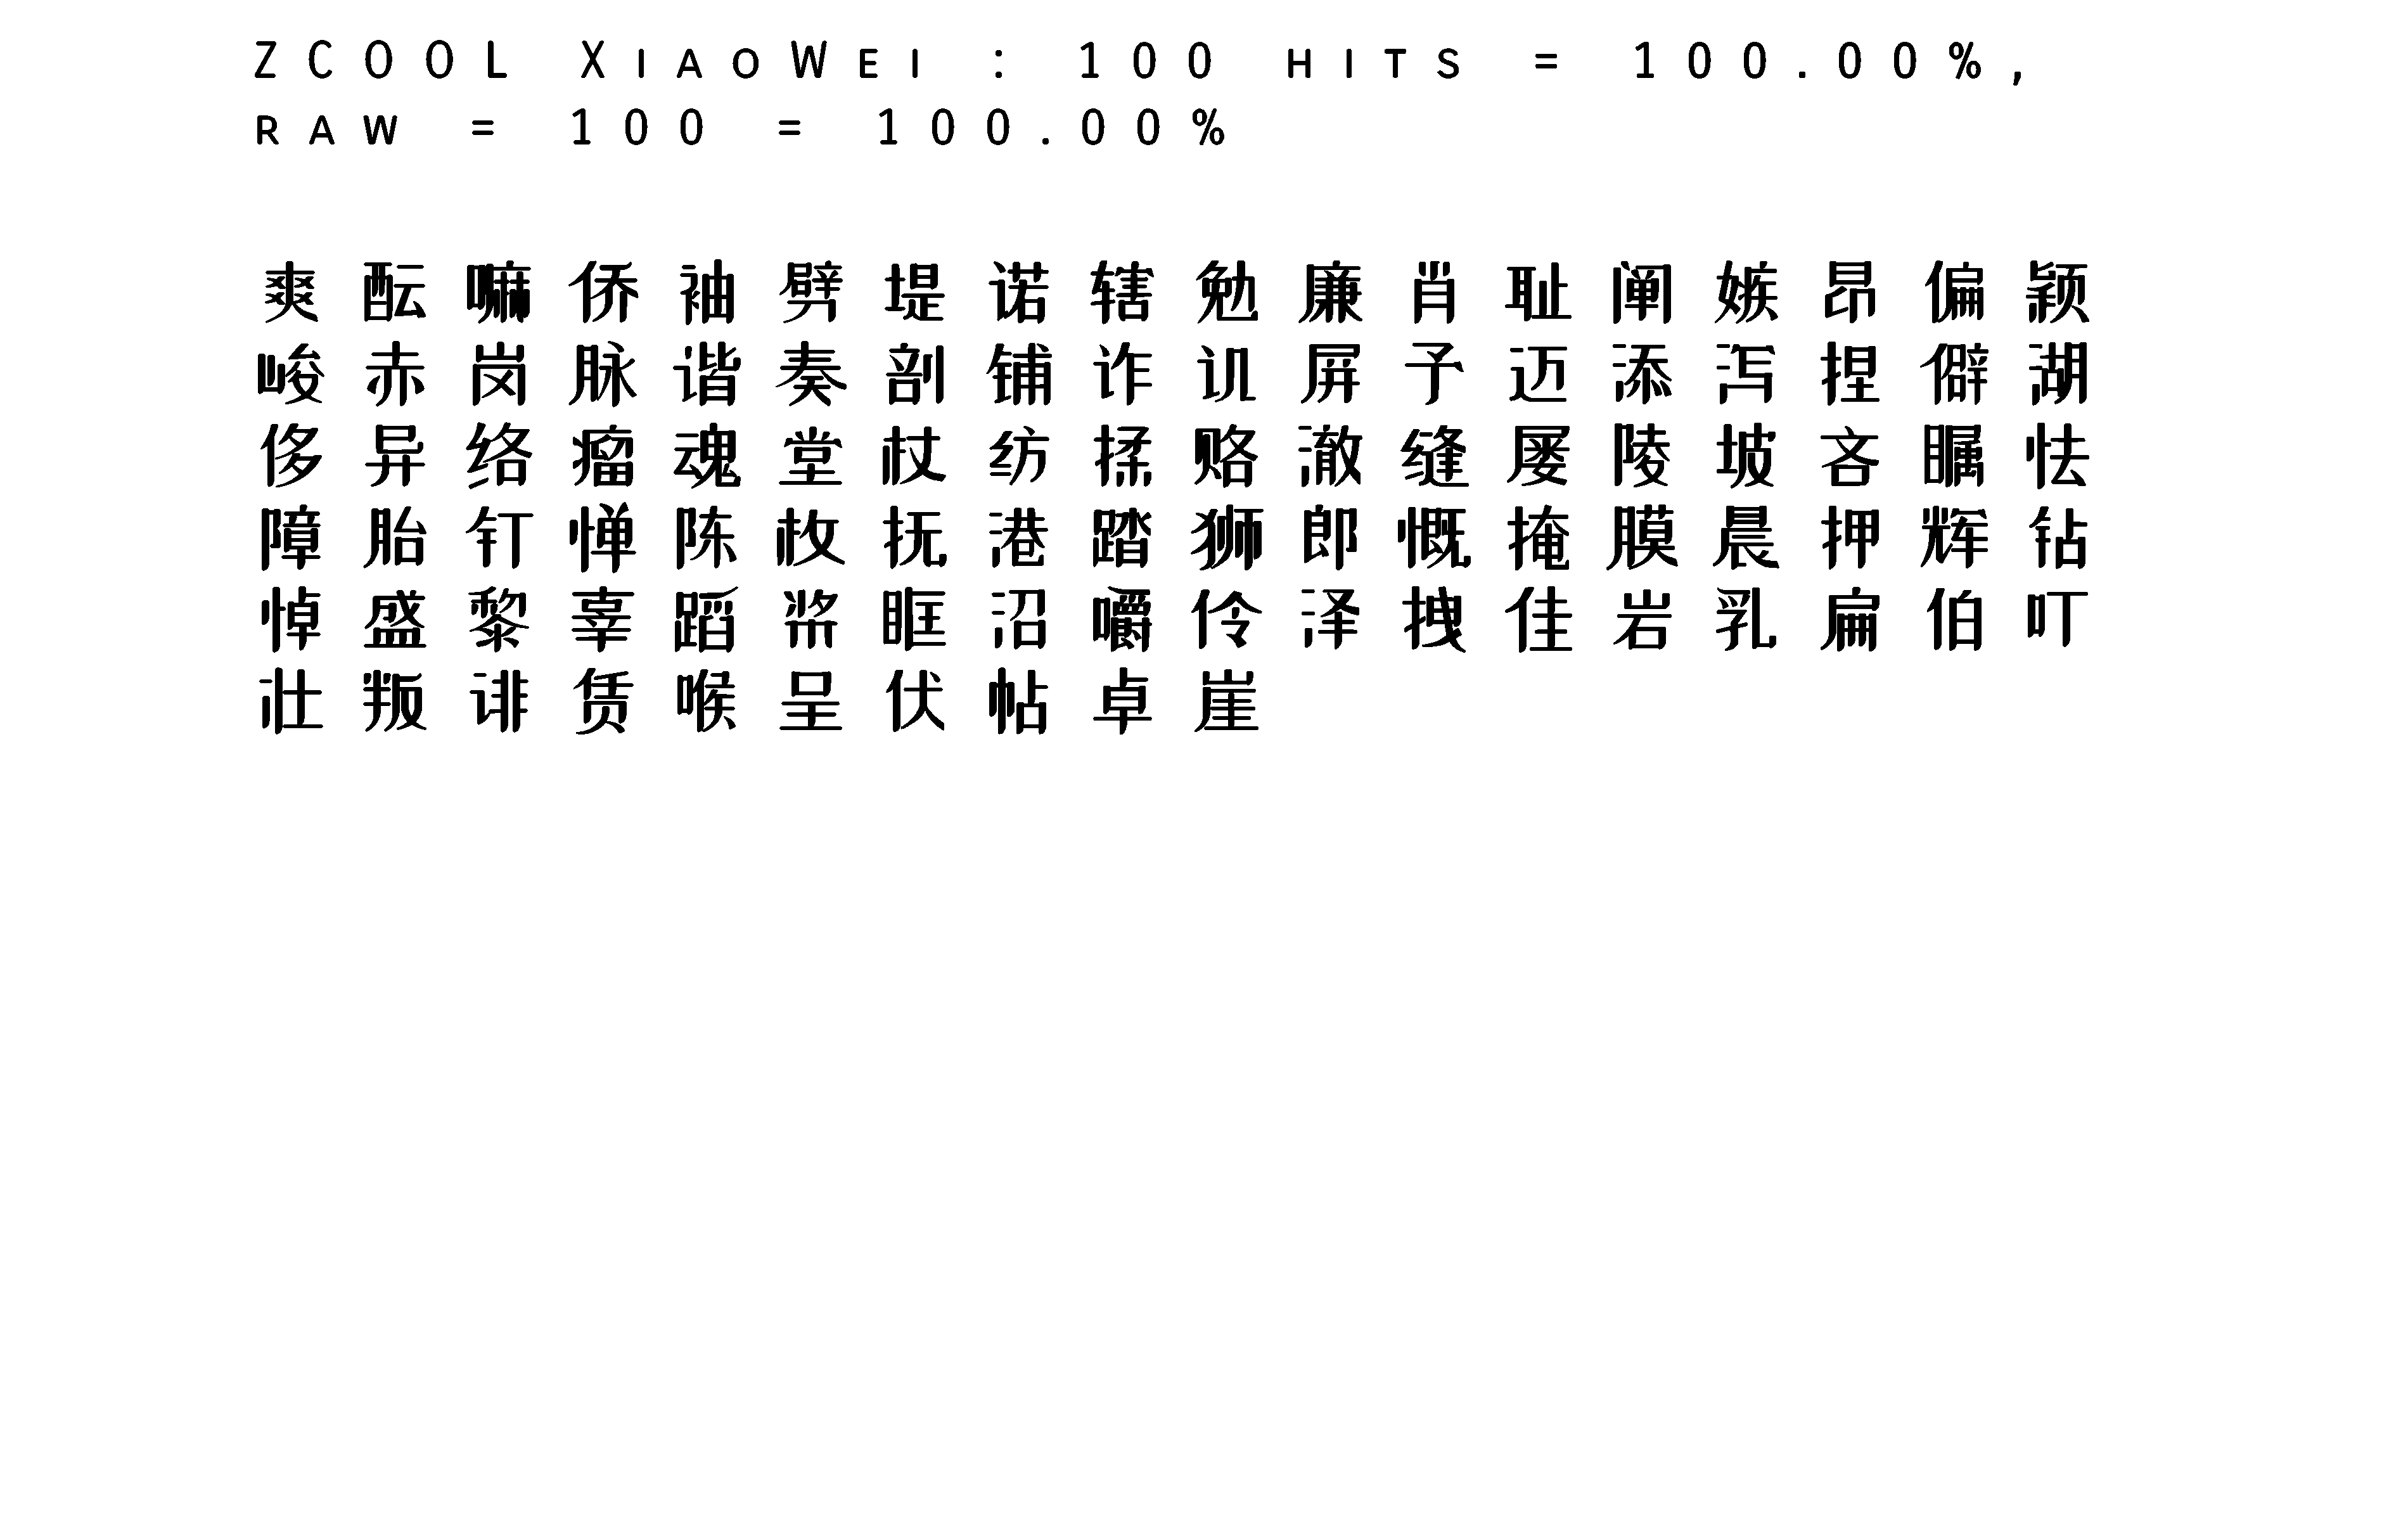 ZCOOL XiaoWei : 100 hits = 100.00%,
raw = 100 = 100.00%
爽 酝 嘛 侨 袖 劈 堤 诺 辖 勉 廉 肖 耻 阐 嫉 昂 偏 颖
峻 赤 岗 脉 谐 奏 剖 铺 诈 训 屏 予 迈 添 泻 捏 僻 湖
侈 异 络 瘤 魂 堂 杖 纺 揉 赂 澈 缝 屡 陵 坡 吝 瞩 怯
障 胎 钉 惮 陈 枚 抚 港 踏 狮 郎 慨 掩 膜 晨 押 辉 钻
悼 盛 黎 辜 蹈 粥 眶 沼 嚼 伶 泽 拽 佳 岩 乳 扁 伯 叮
壮 叛 诽 赁 喉 呈 伏 帖 卓 崖